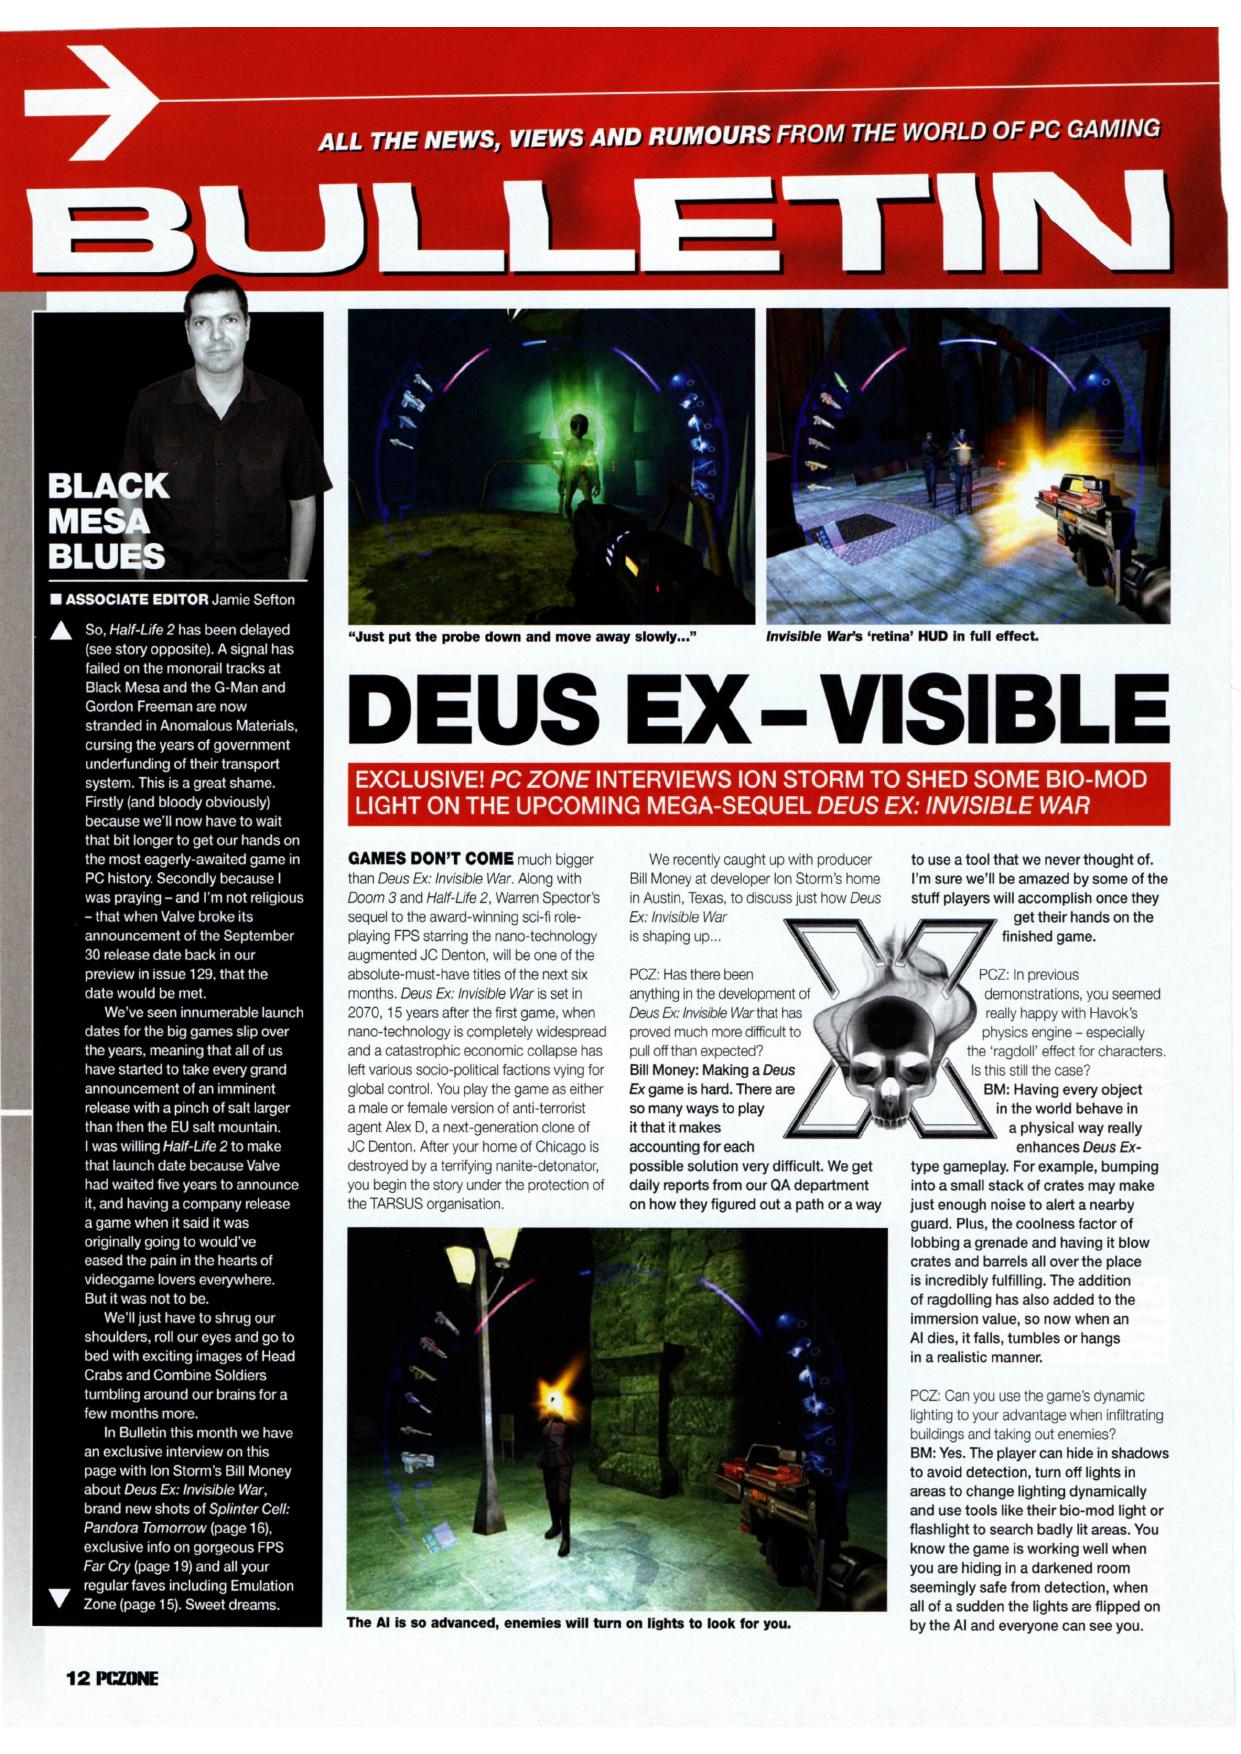 ALL THE NEWS, VIEWS AND RUMOURS FROM THE WORLD OF PC GAMING
BULLETIN
BLACK
MESA
BLUES
■ ASSOCIATE EDITOR Jamie Sefton
So, Half-Life 2 has been delayed
(see story opposite). A signal has
failed on the monorail tracks at
Black Mesa and the G-Man and
Gordon Freeman are now
stranded in Anomalous Materials,
cursing the years of government
underfunding of their transport
system. This is a great shame.
Firstly (and bloody obviously)
because we'll now have to wait
that bit longer to get our hands on
the most eagerly-awaited game in
PC history. Secondly because I
was praying – and I'm not religious
– that when Valve broke its
announcement of the September
30 release date back in our
preview in issue 129, that the
date would be met.
We've seen innumerable launch
dates for the big games slip over
the years, meaning that all of us
have started to take every grand
announcement of an imminent
release with a pinch of salt larger
than then the EU salt mountain.
I was willing Half-Life 2 to make
that launch date because Valve
had waited five years to announce
it, and having a company release
a game when it said it was
originally going to would've
eased the pain in the hearts of
videogame lovers everywhere.
But it was not to be.
We'll just have to shrug our
shoulders, roll our eyes and go to
bed with exciting images of Head
Crabs and Combine Soldiers
tumbling around our brains for a
few months more.
In Bulletin this month we have
an exclusive interview on this
page with Ion Storm's Bill Money
about Deus Ex: Invisible War,
brand new shots of Splinter Cell:
Pandora Tomorrow (page 16),
exclusive info on gorgeous FPS
Far Cry (page 19) and all your
regular faves including Emulation
Zone (page 15). Sweet dreams.
"Just put the probe down and move away slowly..."
Invisible War's 'retina' HUD in full effect.
DEUS EX – VISIBLE
EXCLUSIVE! PC ZONE INTERVIEWS ION STORM TO SHED SOME BIO-MOD
LIGHT ON THE UPCOMING MEGA-SEQUEL DEUS EX: INVISIBLE WAR
GAMES DON'T COME much bigger
than Deus Ex: Invisible War. Along with
Doom 3 and Half-Life 2, Warren Spector's
sequel to the award-winning sci-fi role-
playing FPS starring the nano-technology
augmented JC Denton, will be one of the
absolute-must-have titles of the next six
months. Deus Ex: Invisible War is set in
2070, 15 years after the first game, when
nano-technology is completely widespread
and a catastrophic economic collapse has
left various socio-political factions vying for
global control. You play the game as either
a male or female version of anti-terrorist
agent Alex D, a next-generation clone of
JC Denton. After your home of Chicago is
destroyed by a terrifying nanite-detonator,
you begin the story under the protection of
the TARSUS organisation.
We recently caught up with producer
Bill Money at developer Ion Storm's home
in Austin, Texas, to discuss just how Deus
Ex: Invisible War
is shaping up...
PCZ: Has there been
anything in the development of
Deus Ex: Invisible War that has
proved much more difficult to
pull off than expected?
Bill Money: Making a Deus
Ex game is hard. There are
so many ways to play
it that it makes
accounting for each
possible solution very difficult. We get
daily reports from our QA department
on how they figured out a path or a way
to use a tool that we never thought of.
I'm sure we'll be amazed by some of the
stuff players will accomplish once they
get their hands on the
finished game.
PCZ: In previous
demonstrations, you seemed
really happy with Havok's
physics engine – especially
the 'ragdoll' effect for characters.
Is this still the case?
BM: Having every object
in the world behave in
a physical way really
enhances Deus Ex-
type gameplay. For example, bumping
into a small stack of crates may make
just enough noise to alert a nearby
guard. Plus, the coolness factor of
lobbing a grenade and having it blow
crates and barrels all over the place
is incredibly fulfilling. The addition
of ragdolling has also added to the
immersion value, so now when an
AI dies, it falls, tumbles or hangs
in a realistic manner.
PCZ: Can you use the game's dynamic
lighting to your advantage when infiltrating
buildings and taking out enemies?
BM: Yes. The player can hide in shadows
to avoid detection, turn off lights in
areas to change lighting dynamically
and use tools like their bio-mod light or
flashlight to search badly lit areas. You
know the game is working well when
you are hiding in a darkened room
seemingly safe from detection, when
all of a sudden the lights are flipped on
by the AI and everyone can see you.
The AI is so advanced, enemies will turn on lights to look for you.
12 PCZONE